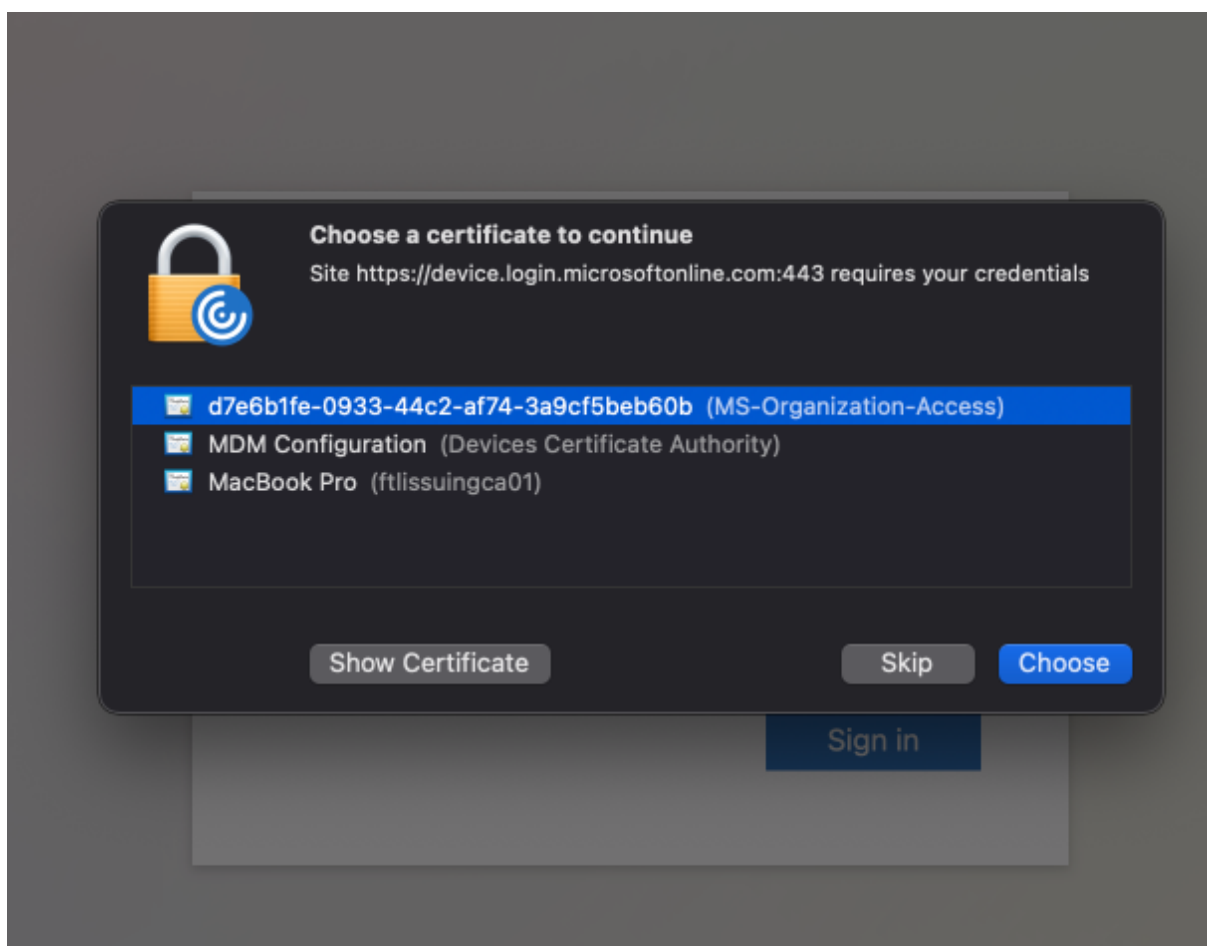 Choose a certificate to continue
Site https://device.login.microsoftonline.com:443 requires your credentials
d7e6b1fe-0933-44c2-af74-3a9cf5beb60b (MS-Organization-Access)
MDM Configuration (Devices Certificate Authority)
MacBook Pro (ftlissuingca01)
Show Certificate Skip Choose
Sign in